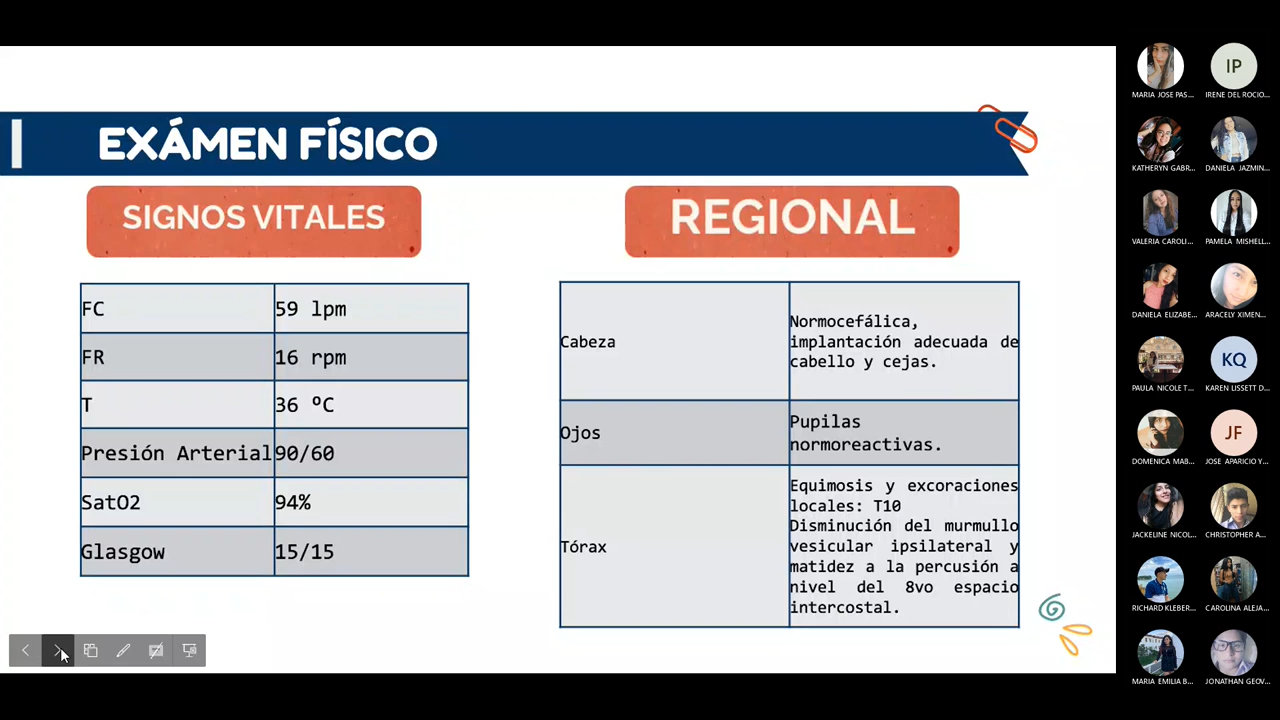 EXÁMEN FÍSICO
SIGNOS VITALES
FC 59 lpm
FR 16 rpm
T 36 ºC
Presión Arterial 90/60
SatO2 94%
Glasgow 15/15
REGIONAL
Cabeza
Normocefálica,
implantación adecuada de
cabello y cejas.
Ojos
Pupilas
normoreactivas.
Tórax
Equimosis y excoraciones
locales: T10
Disminución del murmullo
vesicular ipsilateral y
matidez a la percusión a
nivel del 8vo espacio
intercostal.
MARIA JOSE PAS...
IP
IRENE DEL ROCIO...
KATHERYN GABR...
DANIELA JAZMIN...
VALERIA CAROLI...
PAMELA MISHELL...
DANIELA ELIZABE...
ARACELY XIMEN...
PAULA NICOLE T...
KQ
KAREN LISSETT D...
DOMENICA MAB...
JF
JOSE APARICIO Y...
JACKELINE NICOL...
CHRISTOPHER A...
RICHARD KLEBER...
CAROLINA ALEJA...
MARIA EMILIA B...
JONATHAN GEOV...